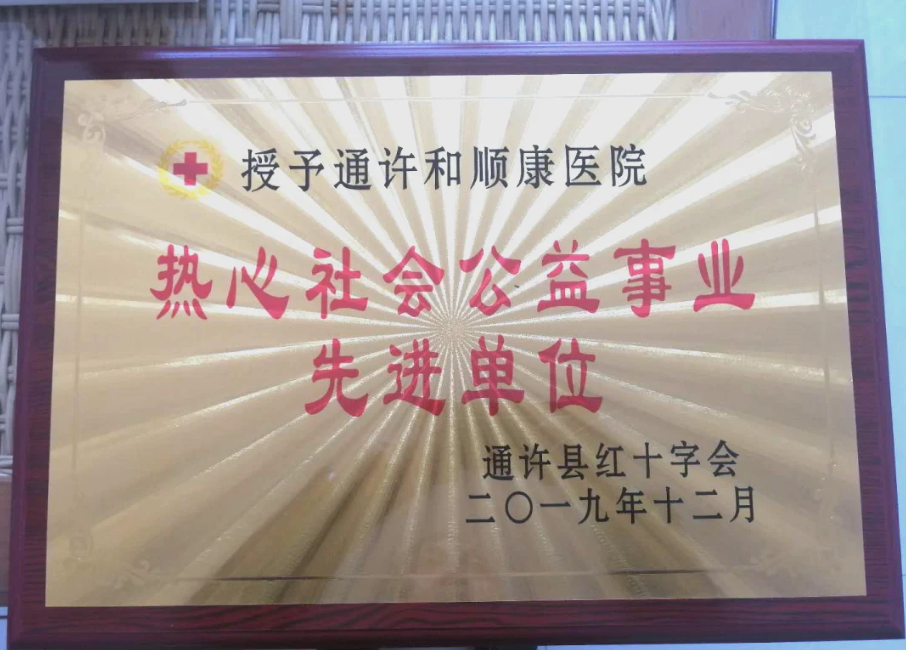 授予通许和顺康医院
热心社会公益事业
先进单位
通许县红十字会
二〇一九年十二月